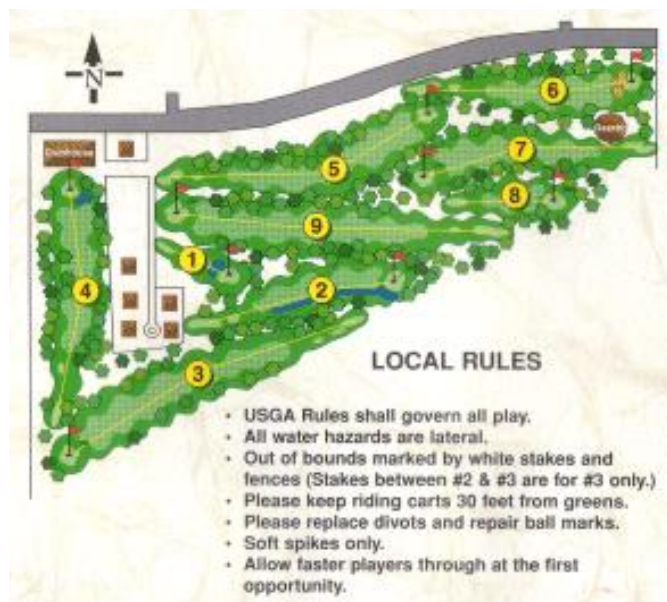 N
6
7
5
8
9
1
2
4
3
LOCAL RULES
• USGA Rules shall govern all play.
• All water hazards are lateral.
• Out of bounds marked by white stakes and
fences (Stakes between #2 & #3 are for #3 only.)
• Please keep riding carts 30 feet from greens.
• Please replace divots and repair ball marks.
• Soft spikes only.
• Allow faster players through at the first
opportunity.